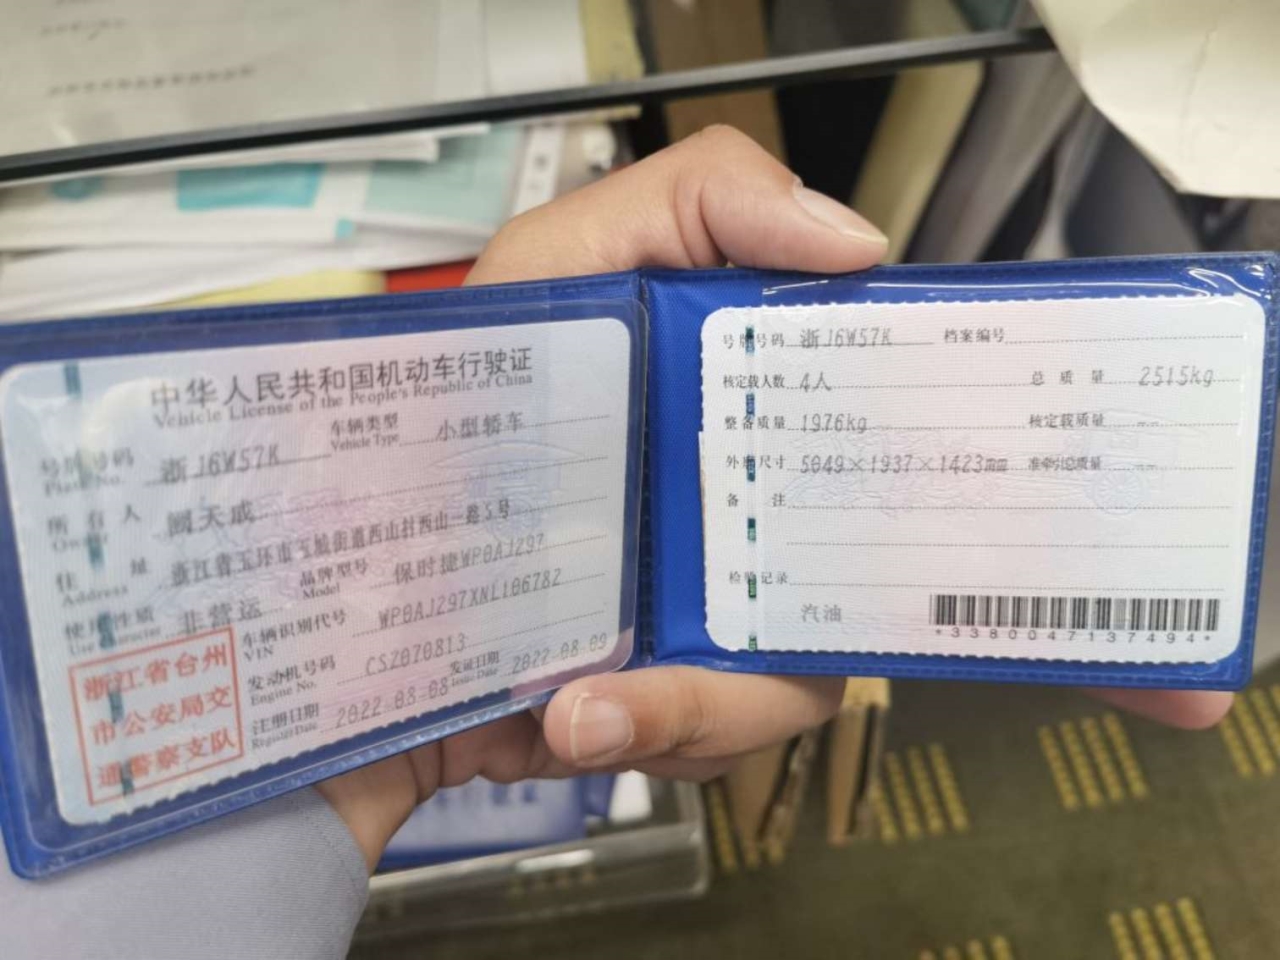 中华人民共和国机动车行驶证
Vehicle License of the People's Republic of China
号牌号码 浙J6W57K 车辆类型 小型轿车
Plate No. Vehicle Type
所有人 阚天成
Owner
住址 浙江省玉环市玉城街道西山村西山一路5号
Address
使用性质 非营运 品牌型号 保时捷WP0AJ297
Use Character Model
车辆识别代号 WP0AJ297XNL106782
VIN
发动机号码 CSZ070813
Engine No.
注册日期 2022-08-08 发证日期 2022-08-09
Register Date Issue Date
浙江省台州
市公安局交
通警察支队
号牌号码 浙J6W57K 档案编号
核定载人数 4人 总质量 2515kg
整备质量 1976kg 核定载质量 --
外廓尺寸 5049×1937×1423mm 准牵引总质量 --
备注
检验记录
汽油
*3380047137494*